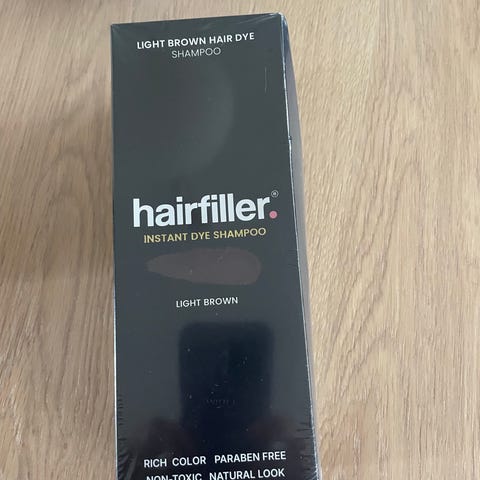 LIGHT BROWN HAIR DYE
SHAMPOO
hairfiller.®
INSTANT DYE SHAMPOO
LIGHT BROWN
RICH COLOR PARABEN FREE
NON-TOXIC NATURAL LOOK